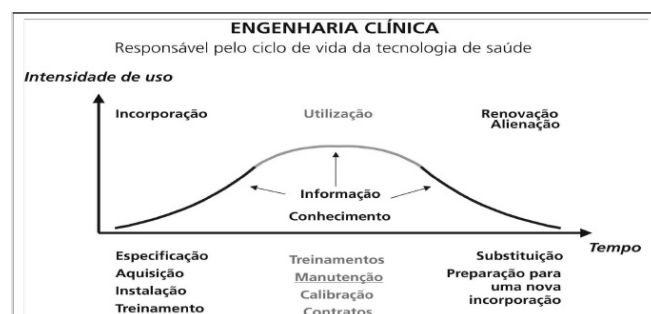 ENGENHARIA CLÍNICA
Responsável pelo ciclo de vida da tecnologia de saúde
Intensidade de uso
Incorporação
Utilização
Renovação
Alienação
Informação
Conhecimento
Tempo
Especificação
Aquisição
Instalação
Treinamento
Treinamentos
Manutenção
Calibração
Contratos
Substituição
Preparação para
uma nova
incorporação